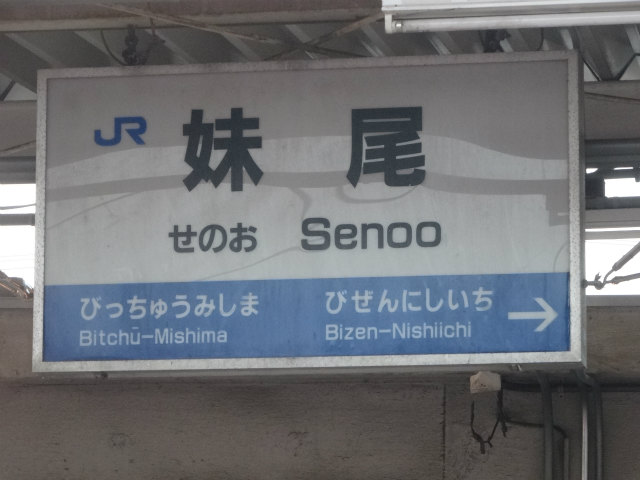 JR 妹尾
せのお Senoo
びっちゅうみしま びぜんにしいち →
Bitchū-Mishima Bizen-Nishiichi